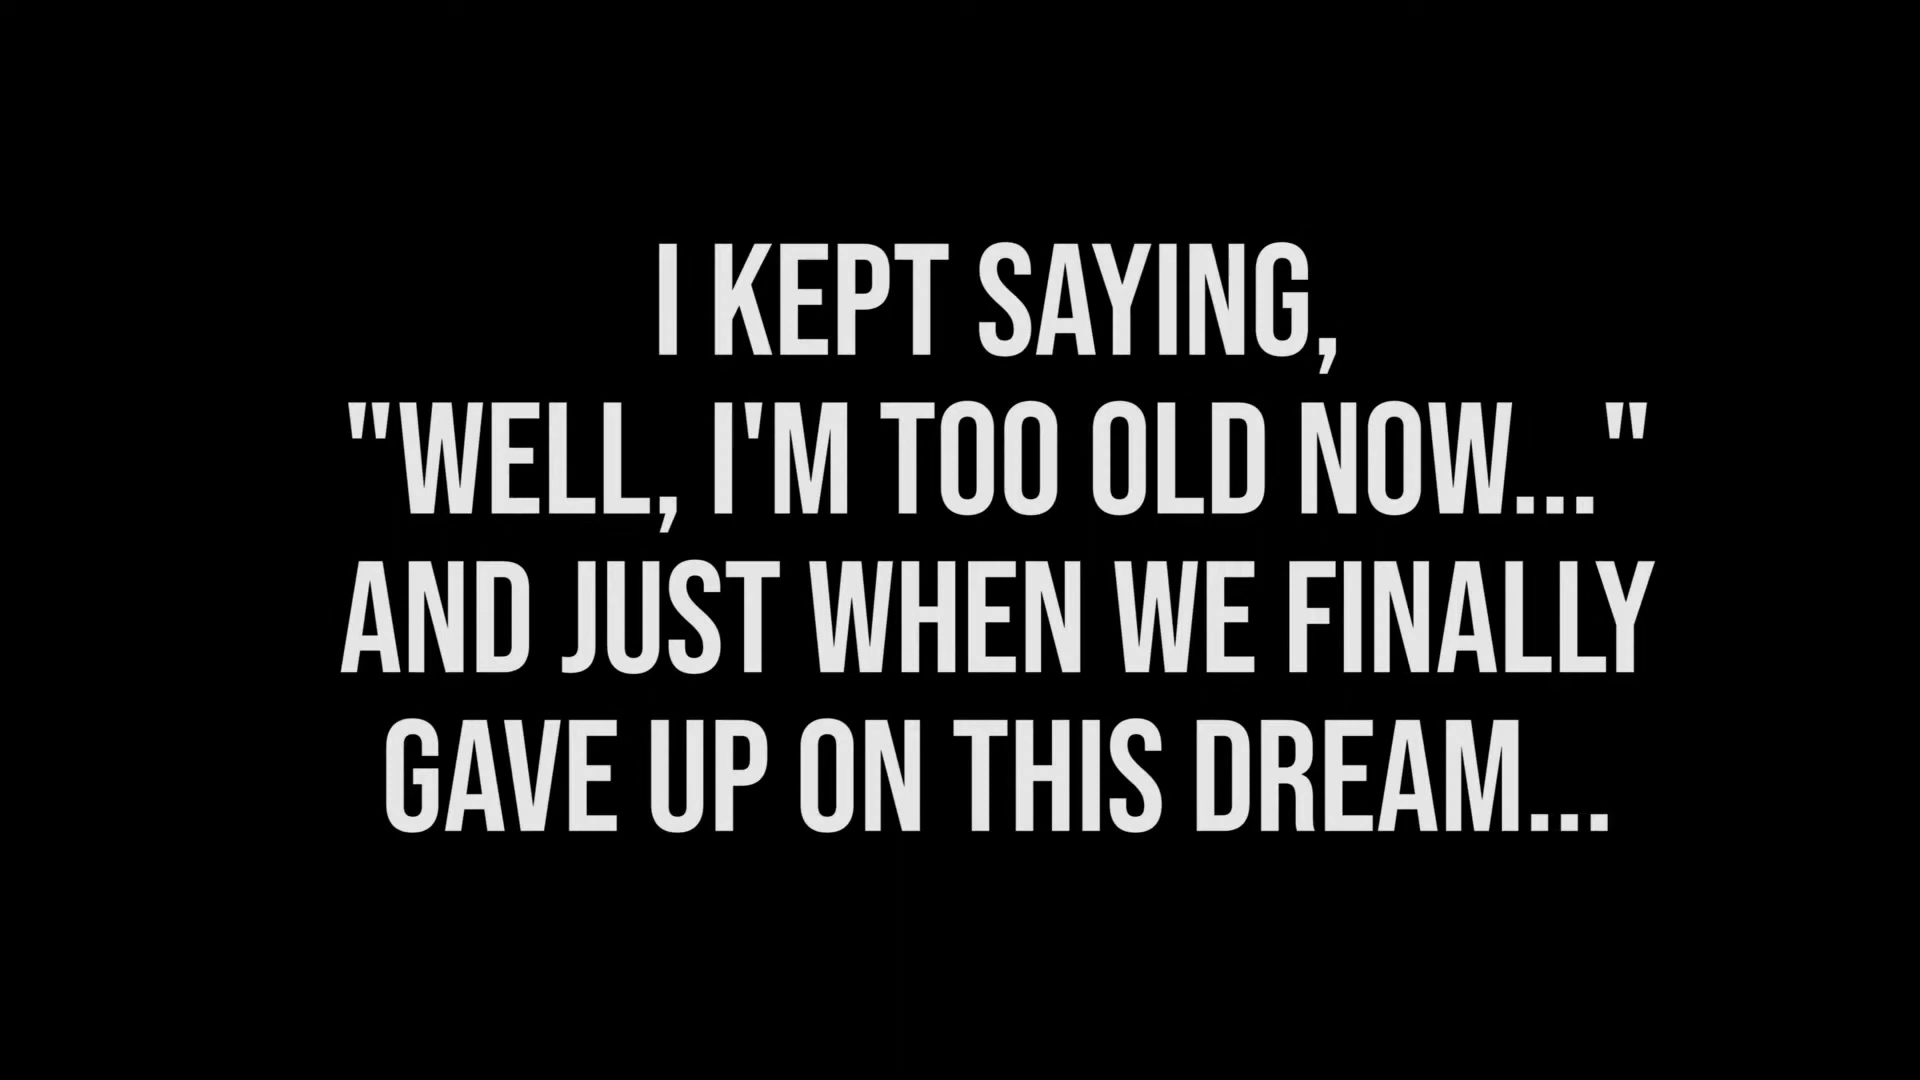 I KEPT SAYING,
"WELL, I'M TOO OLD NOW..."
AND JUST WHEN WE FINALLY
GAVE UP ON THIS DREAM...